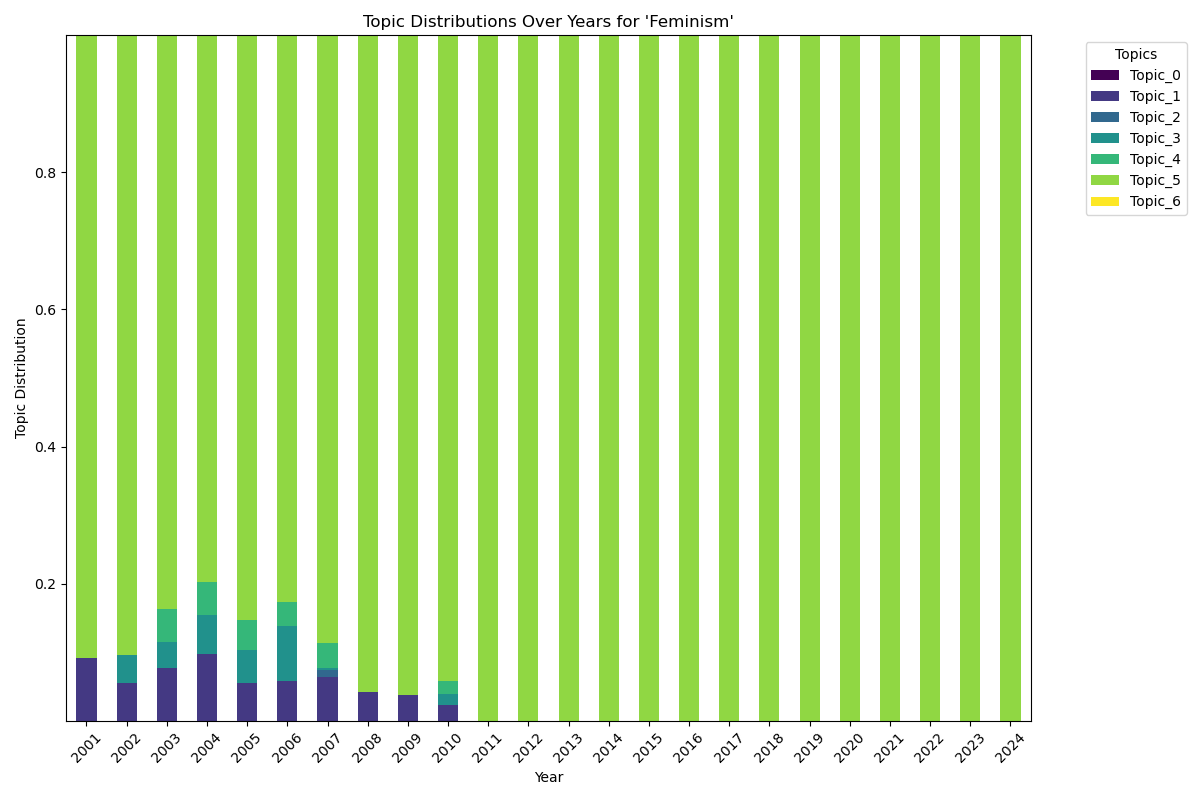 Topic Distributions Over Years for 'Feminism'
Topics
Topic_0
Topic_1
Topic_2
Topic_3
Topic_4
Topic_5
Topic_6
Topic Distribution
0.8
0.6
0.4
0.2
2001 2002 2003 2004 2005 2006 2007 2008 2009 2010 2011 2012 2013 2014 2015 2016 2017 2018 2019 2020 2021 2022 2023 2024
Year